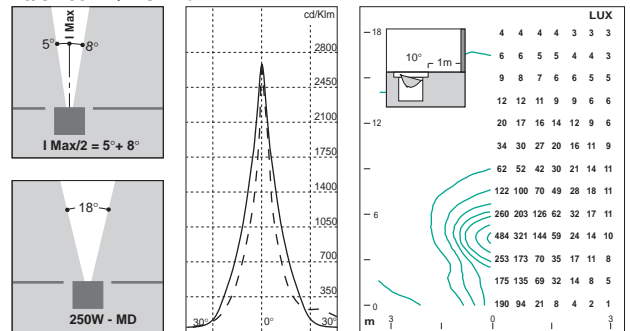 I Max
5° 8°
I Max/2 = 5°+ 8°
18°
250W - MD
cd/Klm
2800
2450
2100
1750
1400
1050
700
350
30° 0° 30°
LUX
18
12
6
0
10°
1m
4 4 4 4 3 3 3
6 6 5 5 4 4 3
9 8 7 6 6 5 5
12 12 11 9 9 6 6
20 17 16 14 12 9 6
34 30 27 20 16 11 9
62 52 42 30 21 14 11
122 100 70 49 28 18 11
260 203 126 62 32 17 11
484 321 144 59 24 14 10
253 173 70 35 17 11 8
175 135 69 32 14 8 5
190 94 21 8 4 2 1
m 3 0 3